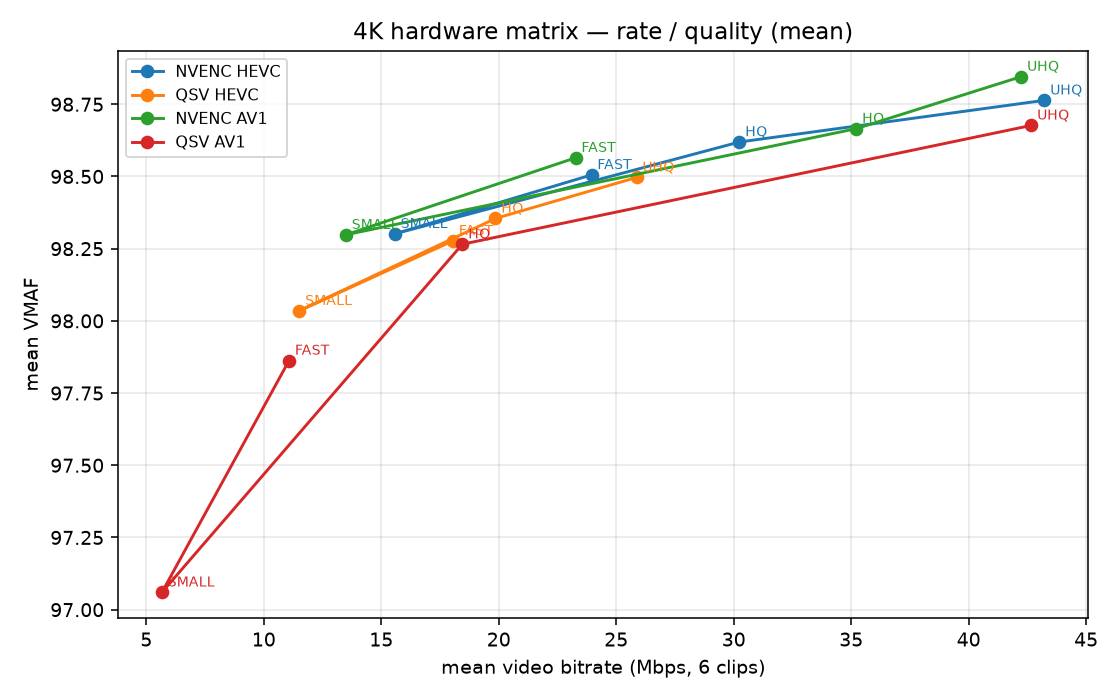 4K hardware matrix — rate / quality (mean)
NVENC HEVC
QSV HEVC
NVENC AV1
QSV AV1
98.75
98.50
98.25
98.00
97.75
97.50
97.25
97.00
mean VMAF
UHQ
UHQ
UHQ
HQ
HQ
FAST
FAST
UHQ
HQ
SMALL
SMALL
FAST
HQ
SMALL
FAST
SMALL
5
10
15
20
25
30
35
40
45
mean video bitrate (Mbps, 6 clips)